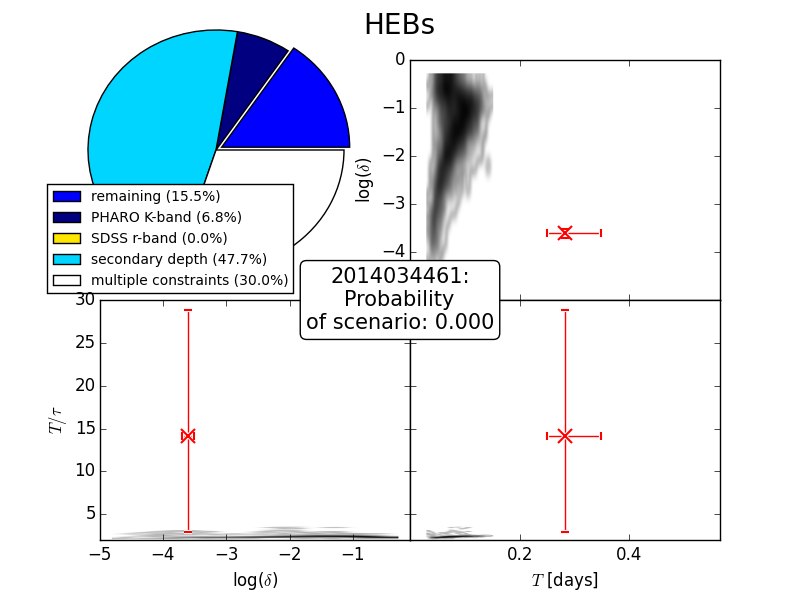 HEBs
remaining (15.5%)
PHARO K-band (6.8%)
SDSS r-band (0.0%)
secondary depth (47.7%)
multiple constraints (30.0%)
0
−1
−2
−3
−4
log(δ)
2014034461:
Probability
of scenario: 0.000
30
25
20
15
10
5
T/τ
−5 −4 −3 −2 −1
log(δ)
0.2 0.4
T [days]